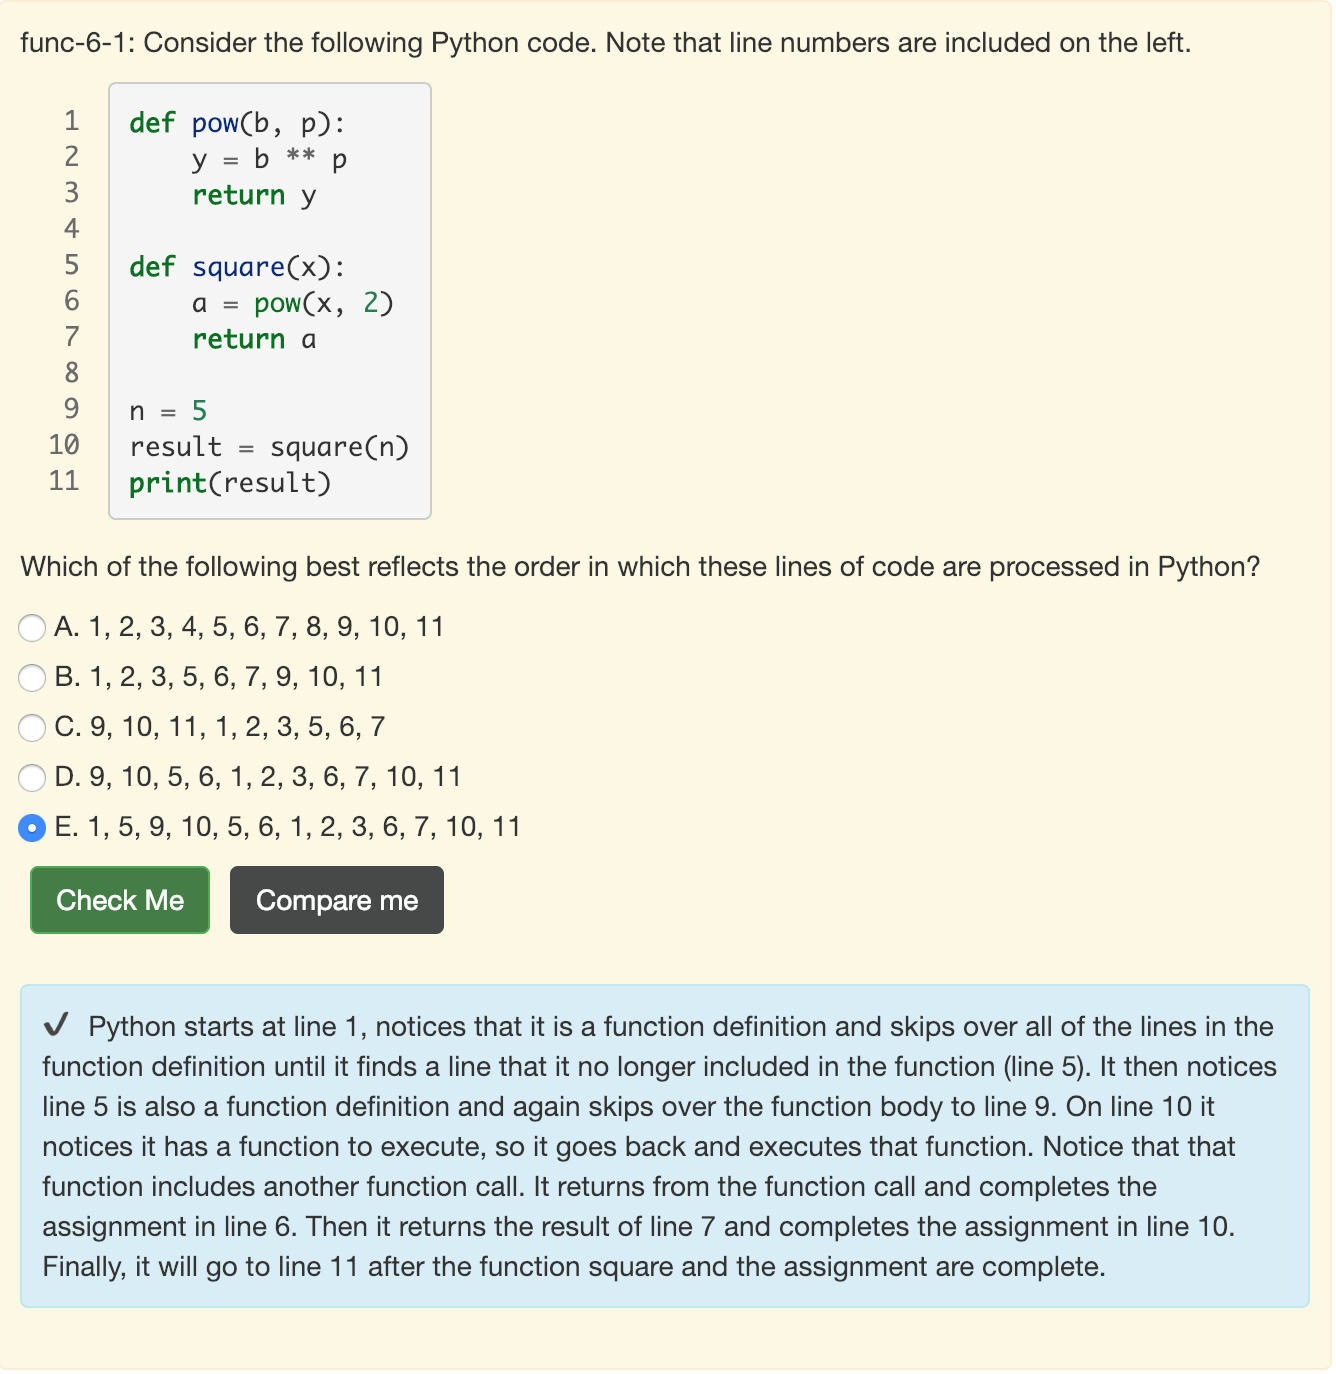 func-6-1: Consider the following Python code. Note that line numbers are included on the left.
1 def pow(b, p):
2     y = b ** p
3     return y
4
5 def square(x):
6     a = pow(x, 2)
7     return a
8
9 n = 5
10 result = square(n)
11 print(result)
Which of the following best reflects the order in which these lines of code are processed in Python?
A. 1, 2, 3, 4, 5, 6, 7, 8, 9, 10, 11
B. 1, 2, 3, 5, 6, 7, 9, 10, 11
C. 9, 10, 11, 1, 2, 3, 5, 6, 7
D. 9, 10, 5, 6, 1, 2, 3, 6, 7, 10, 11
E. 1, 5, 9, 10, 5, 6, 1, 2, 3, 6, 7, 10, 11
Check Me Compare me
✔ Python starts at line 1, notices that it is a function definition and skips over all of the lines in the
function definition until it finds a line that it no longer included in the function (line 5). It then notices
line 5 is also a function definition and again skips over the function body to line 9. On line 10 it
notices it has a function to execute, so it goes back and executes that function. Notice that that
function includes another function call. It returns from the function call and completes the
assignment in line 6. Then it returns the result of line 7 and completes the assignment in line 10.
Finally, it will go to line 11 after the function square and the assignment are complete.